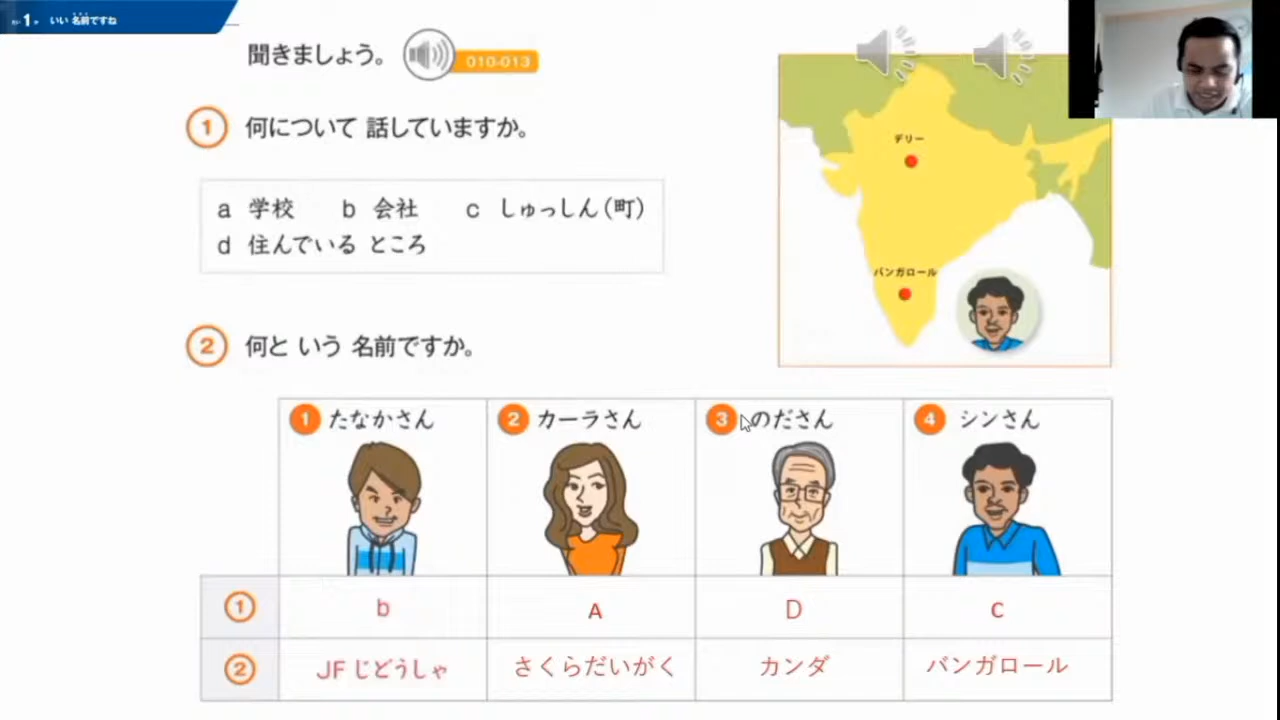 だい1か いい 名前ですね
聞きましょう。 010-013
1 何について 話していますか。
a 学校 b 会社 c しゅっしん(町)
d 住んでいる ところ
デリー
バンガロール
2 何と いう 名前ですか。
1 たなかさん 2 カーラさん 3 のださん 4 シンさん
1 b A D C
2 JFじどうしゃ さくらだいがく カンダ バンガロール